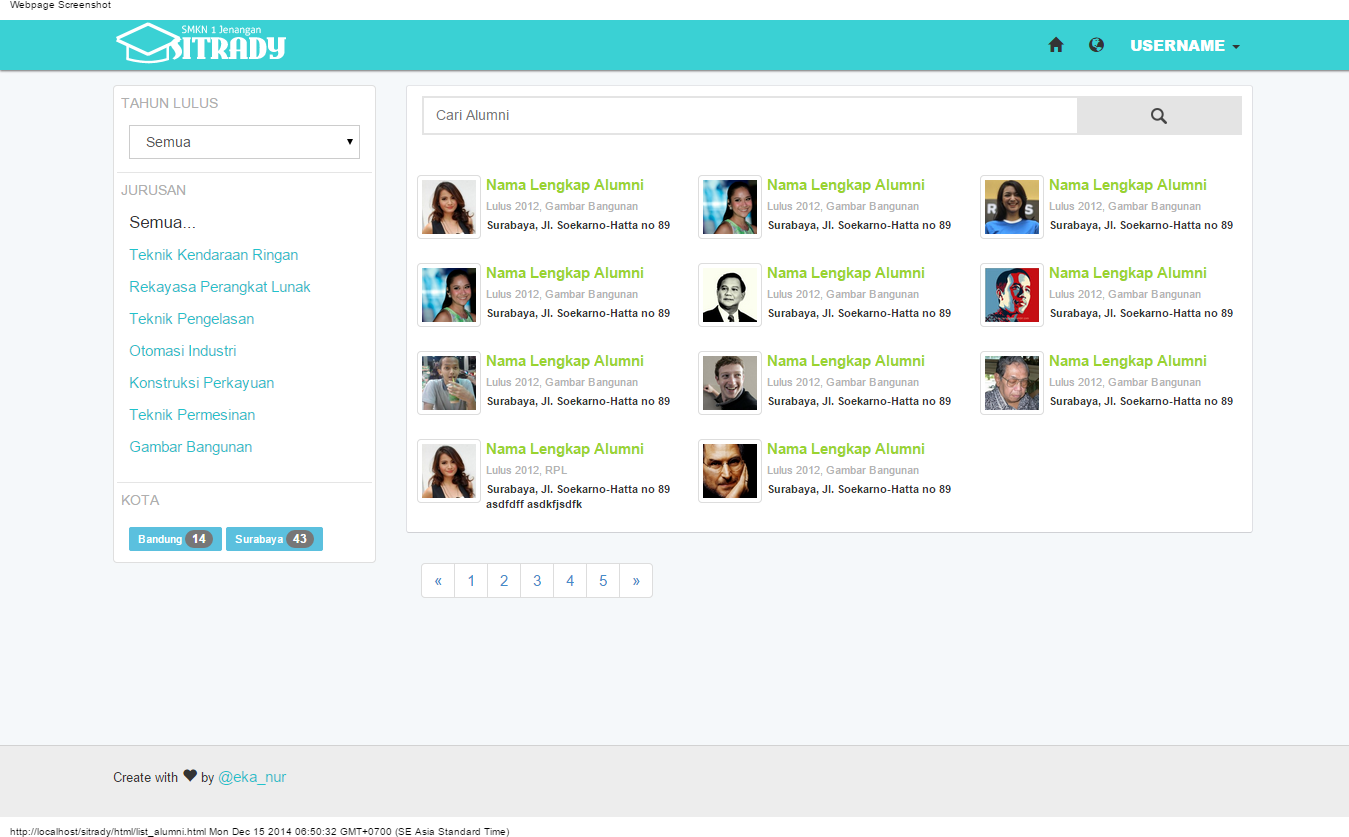 Webpage Screenshot
SMKN 1 Jenangan
SITRADY
USERNAME
TAHUN LULUS
Semua
JURUSAN
Semua...
Teknik Kendaraan Ringan
Rekayasa Perangkat Lunak
Teknik Pengelasan
Otomasi Industri
Konstruksi Perkayuan
Teknik Permesinan
Gambar Bangunan
KOTA
Bandung 14 Surabaya 43
Cari Alumni
Nama Lengkap Alumni
Lulus 2012, Gambar Bangunan
Surabaya, Jl. Soekarno-Hatta no 89
Nama Lengkap Alumni
Lulus 2012, Gambar Bangunan
Surabaya, Jl. Soekarno-Hatta no 89
Nama Lengkap Alumni
Lulus 2012, Gambar Bangunan
Surabaya, Jl. Soekarno-Hatta no 89
Nama Lengkap Alumni
Lulus 2012, Gambar Bangunan
Surabaya, Jl. Soekarno-Hatta no 89
Nama Lengkap Alumni
Lulus 2012, Gambar Bangunan
Surabaya, Jl. Soekarno-Hatta no 89
Nama Lengkap Alumni
Lulus 2012, Gambar Bangunan
Surabaya, Jl. Soekarno-Hatta no 89
Nama Lengkap Alumni
Lulus 2012, Gambar Bangunan
Surabaya, Jl. Soekarno-Hatta no 89
Nama Lengkap Alumni
Lulus 2012, Gambar Bangunan
Surabaya, Jl. Soekarno-Hatta no 89
Nama Lengkap Alumni
Lulus 2012, Gambar Bangunan
Surabaya, Jl. Soekarno-Hatta no 89
Nama Lengkap Alumni
Lulus 2012, RPL
Surabaya, Jl. Soekarno-Hatta no 89
asdfdff asdkfjsdfk
Nama Lengkap Alumni
Lulus 2012, Gambar Bangunan
Surabaya, Jl. Soekarno-Hatta no 89
« 1 2 3 4 5 »
Create with ♥ by @eka_nur
http://localhost/sitrady/html/list_alumni.html Mon Dec 15 2014 06:50:32 GMT+0700 (SE Asia Standard Time)